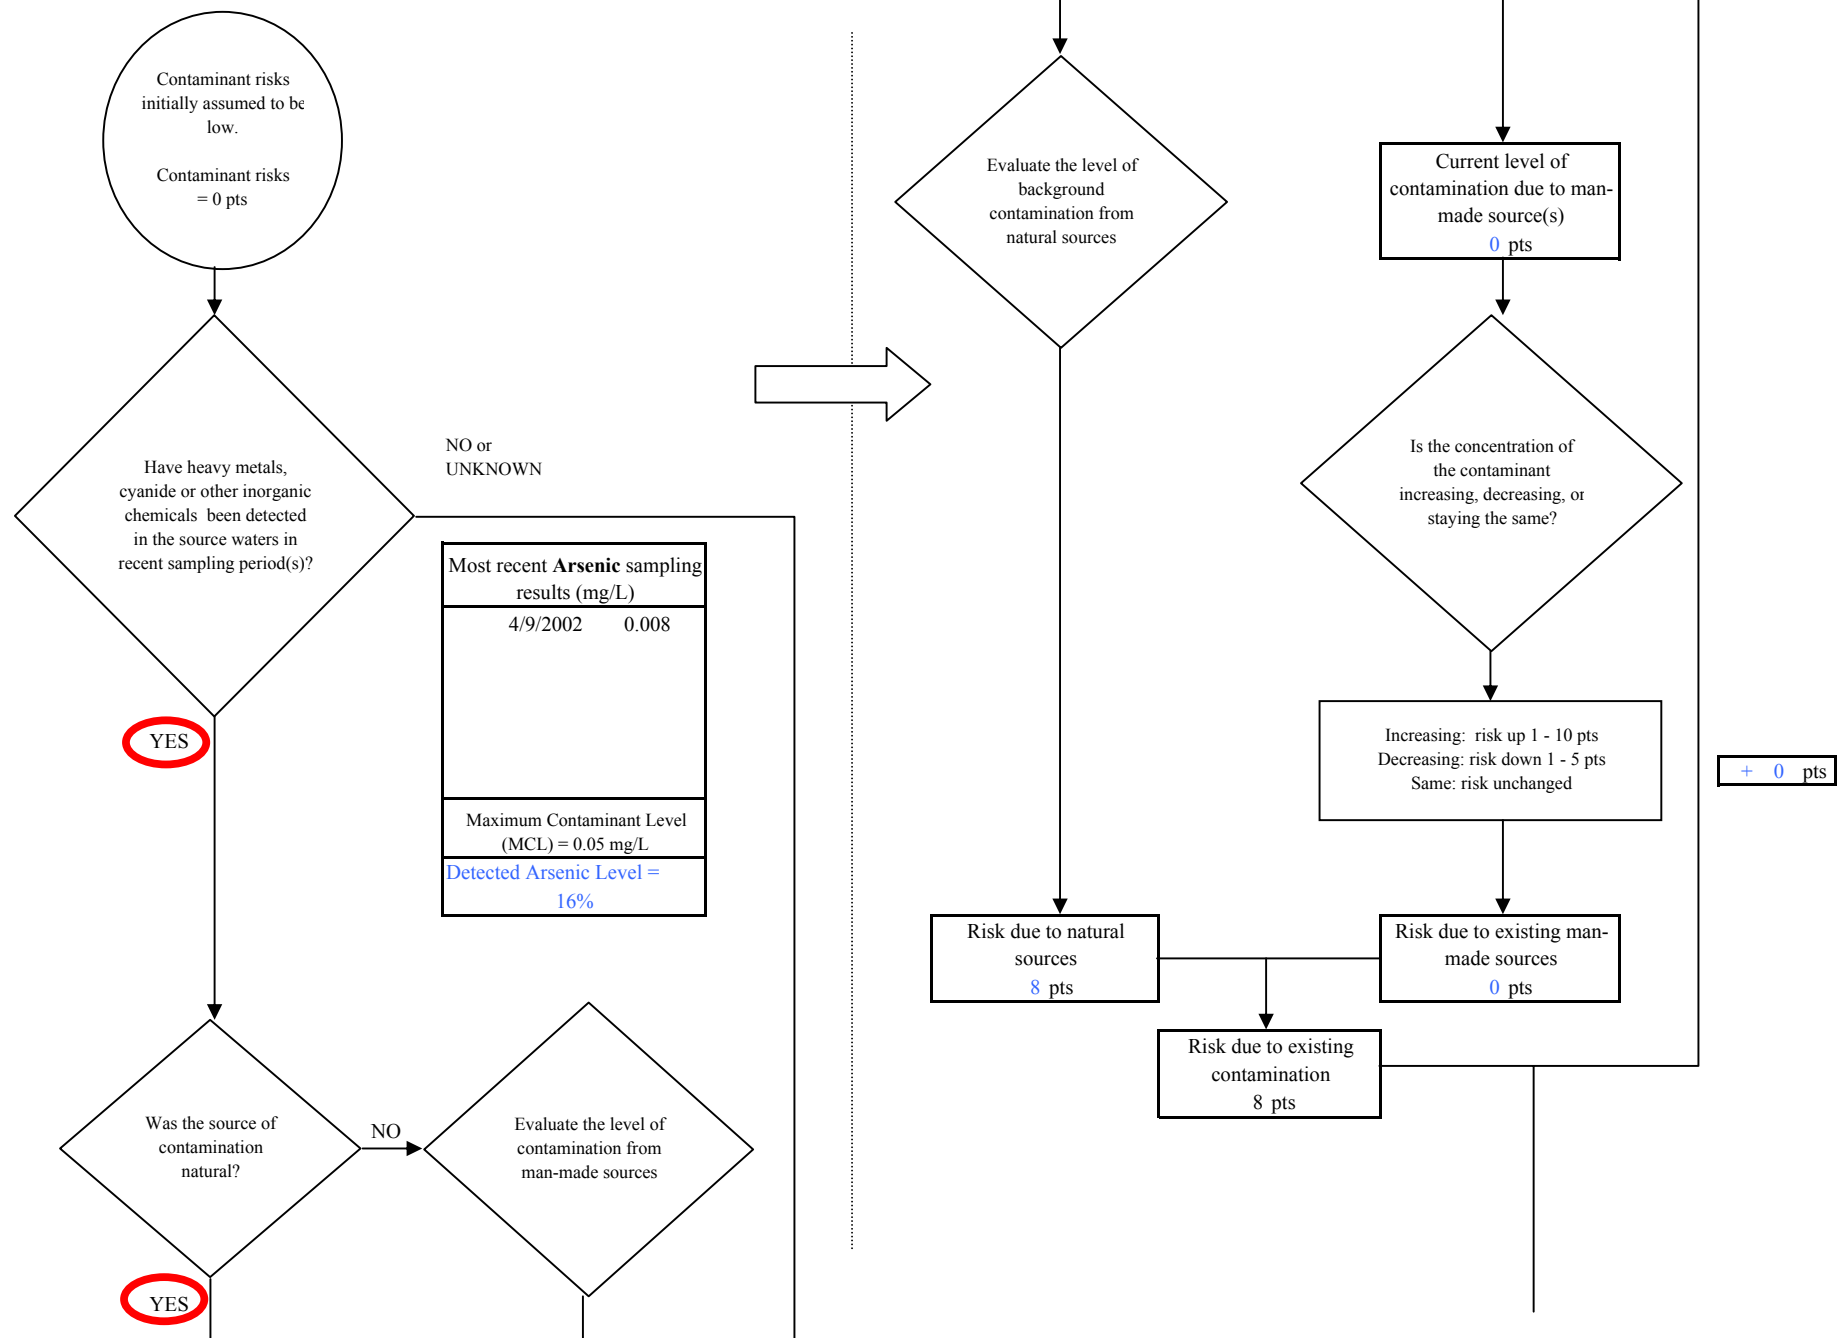 Contaminant risks
initially assumed to be
low.
Contaminant risks
= 0 pts
Have heavy metals,
cyanide or other inorganic
chemicals been detected
in the source waters in
recent sampling period(s)?
NO or
UNKNOWN
YES
Most recent Arsenic sampling
results (mg/L)
4/9/2002 0.008
Maximum Contaminant Level
(MCL) = 0.05 mg/L
Detected Arsenic Level =
16%
Was the source of
contamination
natural?
NO
Evaluate the level of
contamination from
man-made sources
YES
Evaluate the level of
background
contamination from
natural sources
Current level of
contamination due to man-
made source(s)
0 pts
Is the concentration of
the contaminant
increasing, decreasing, or
staying the same?
Increasing: risk up 1 - 10 pts
Decreasing: risk down 1 - 5 pts
Same: risk unchanged
+ 0 pts
Risk due to natural
sources
8 pts
Risk due to existing man-
made sources
0 pts
Risk due to existing
contamination
8 pts